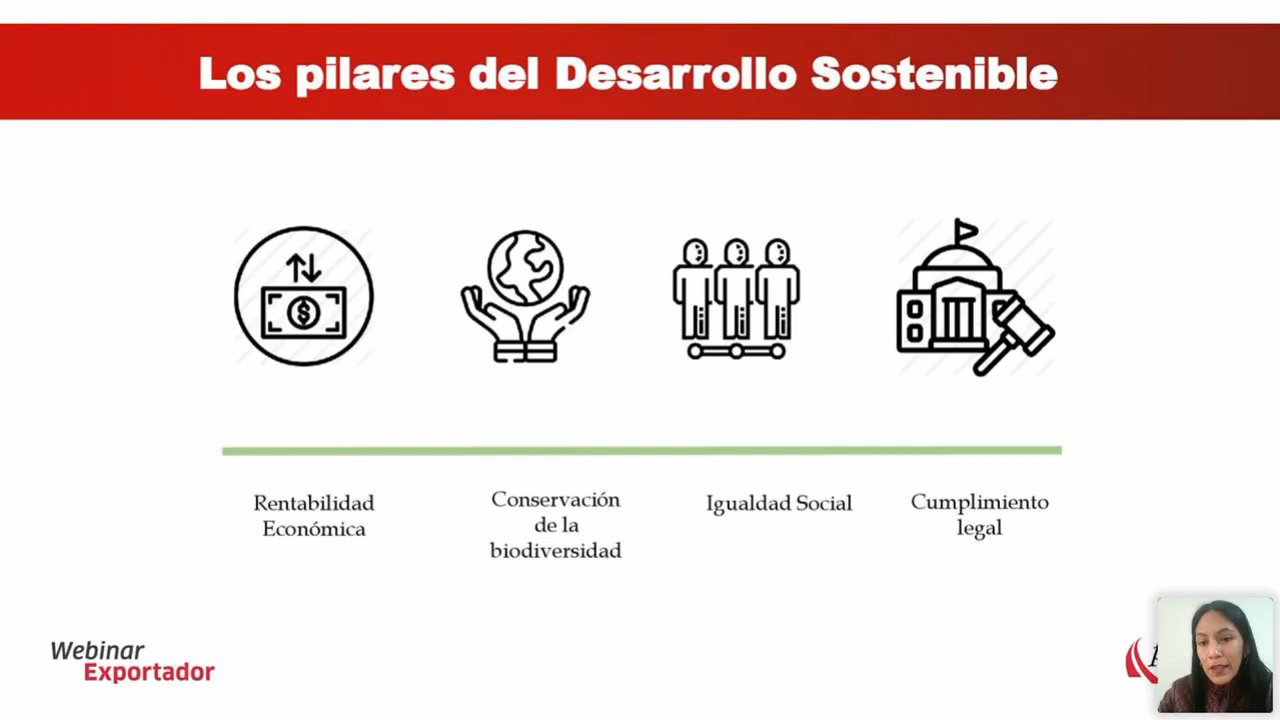 Los pilares del Desarrollo Sostenible
$
Rentabilidad
Económica
Conservación
de la
biodiversidad
Igualdad Social
Cumplimiento
legal
Webinar
Exportador